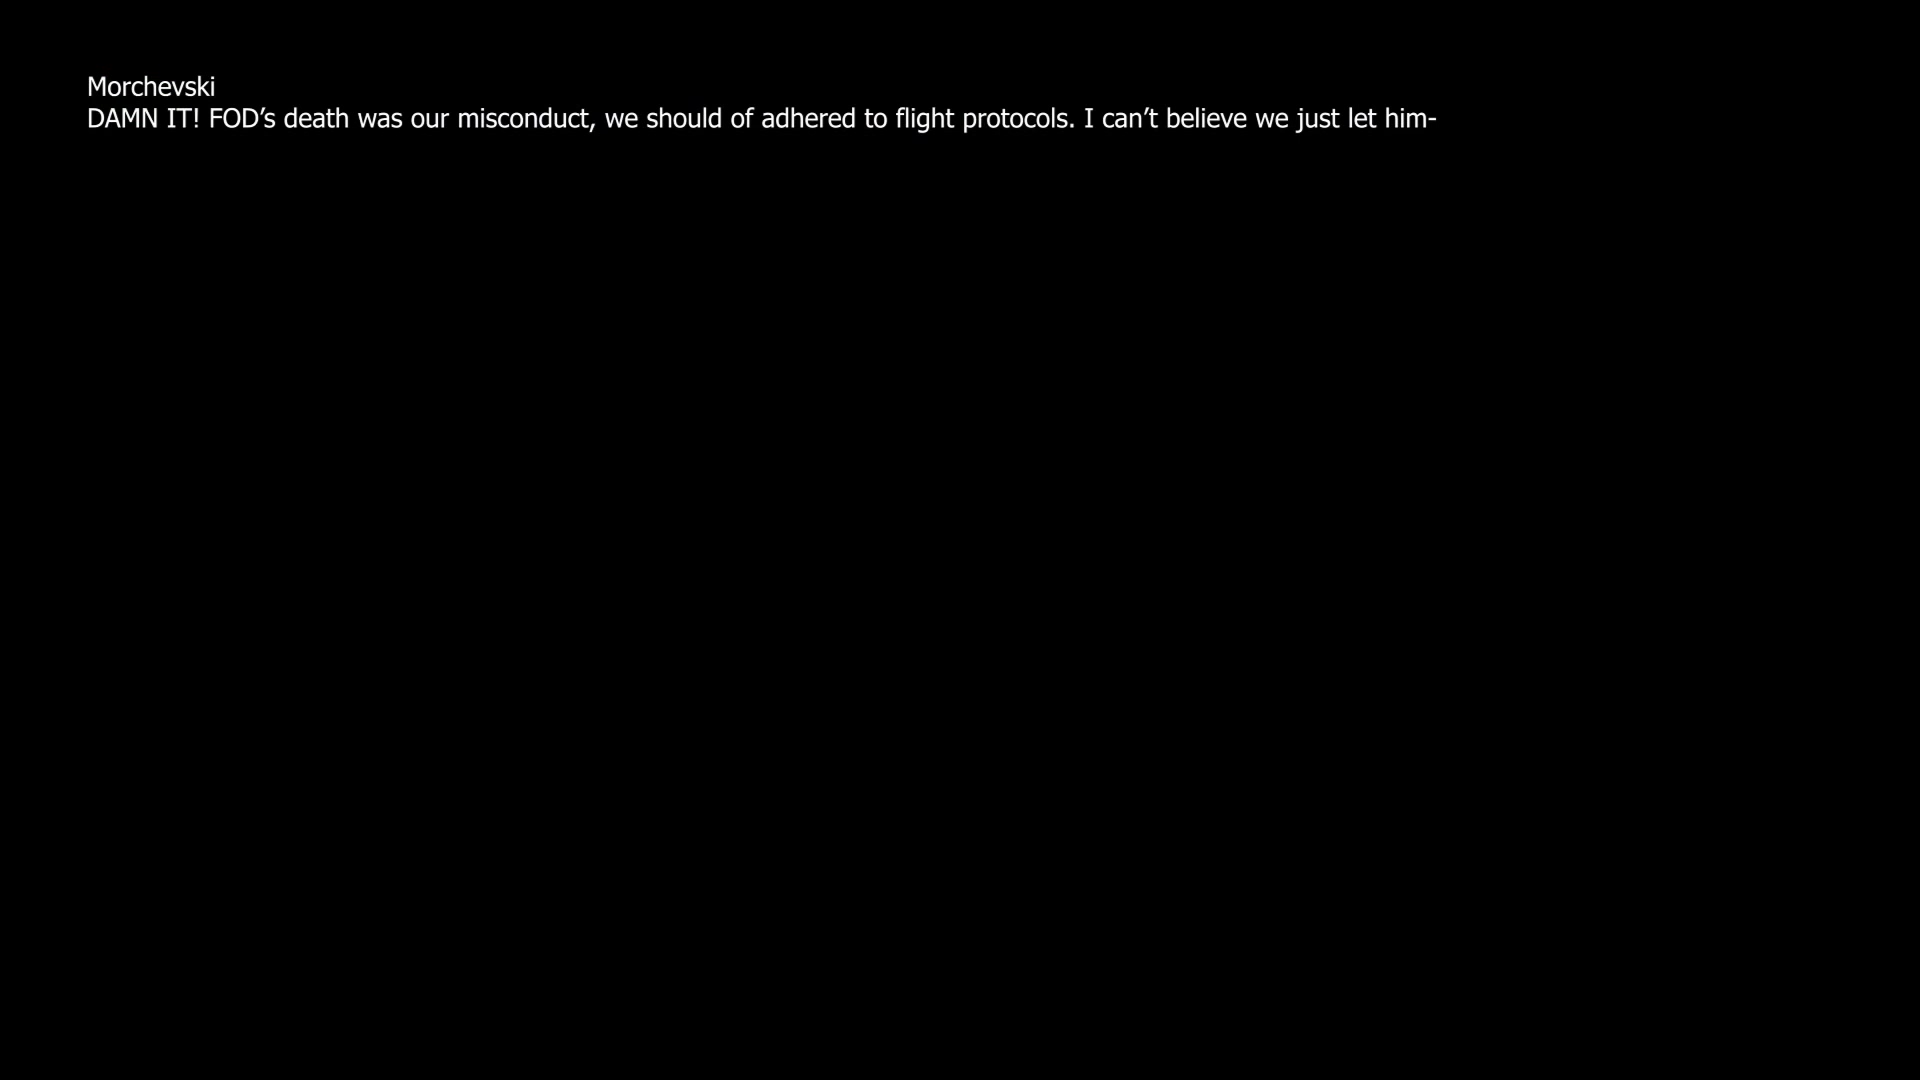 Morchevski
DAMN IT! FOD’s death was our misconduct, we should of adhered to flight protocols. I can’t believe we just let him-